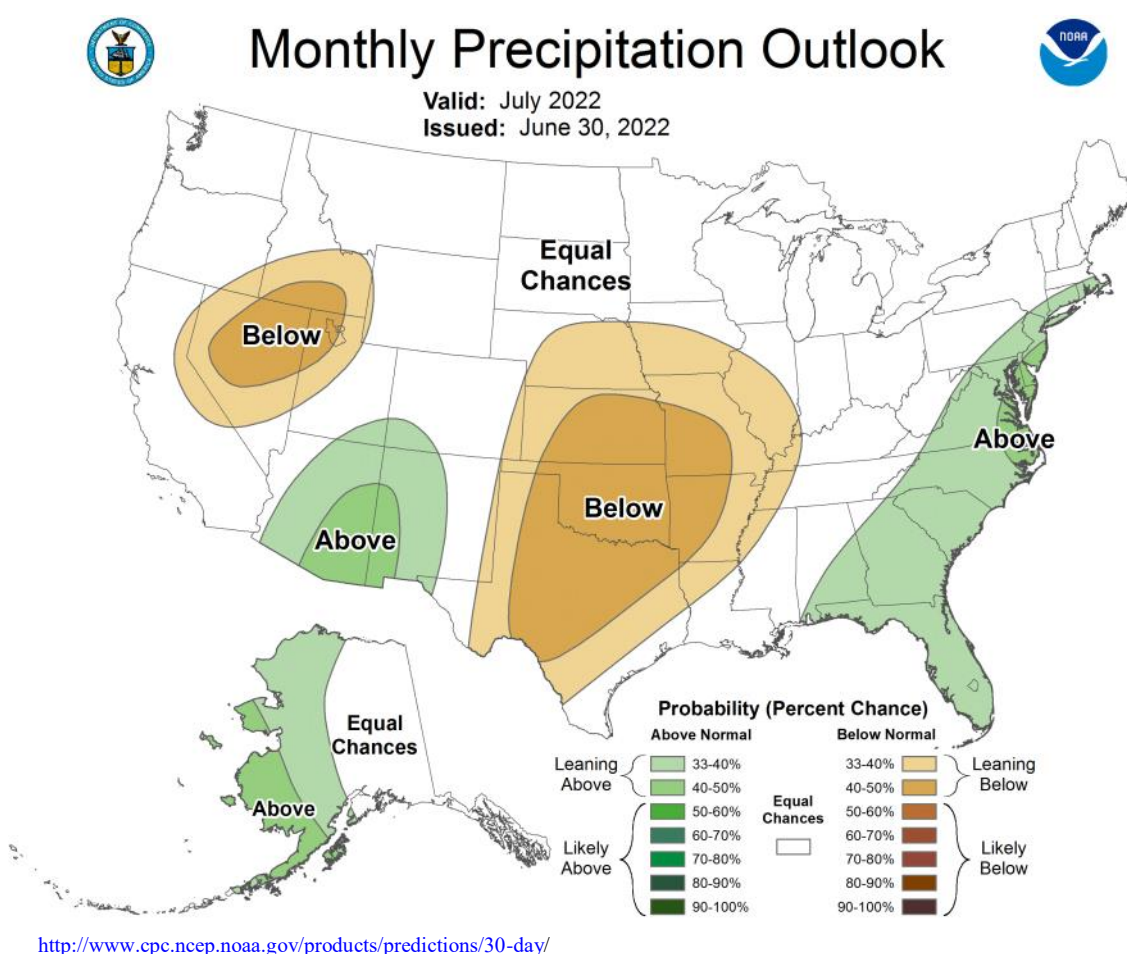 Monthly Precipitation Outlook
NOAA
Valid: July 2022
Issued: June 30, 2022
Equal
Chances
Below
Above
Below
Above
Equal
Chances
Above
Probability (Percent Chance)
Above Normal
Below Normal
Leaning
Above
33-40%
40-50%
50-60%
60-70%
70-80%
80-90%
90-100%
Likely
Above
Equal
Chances
33-40%
40-50%
50-60%
60-70%
70-80%
80-90%
90-100%
Leaning
Below
Likely
Below
http://www.cpc.ncep.noaa.gov/products/predictions/30-day/